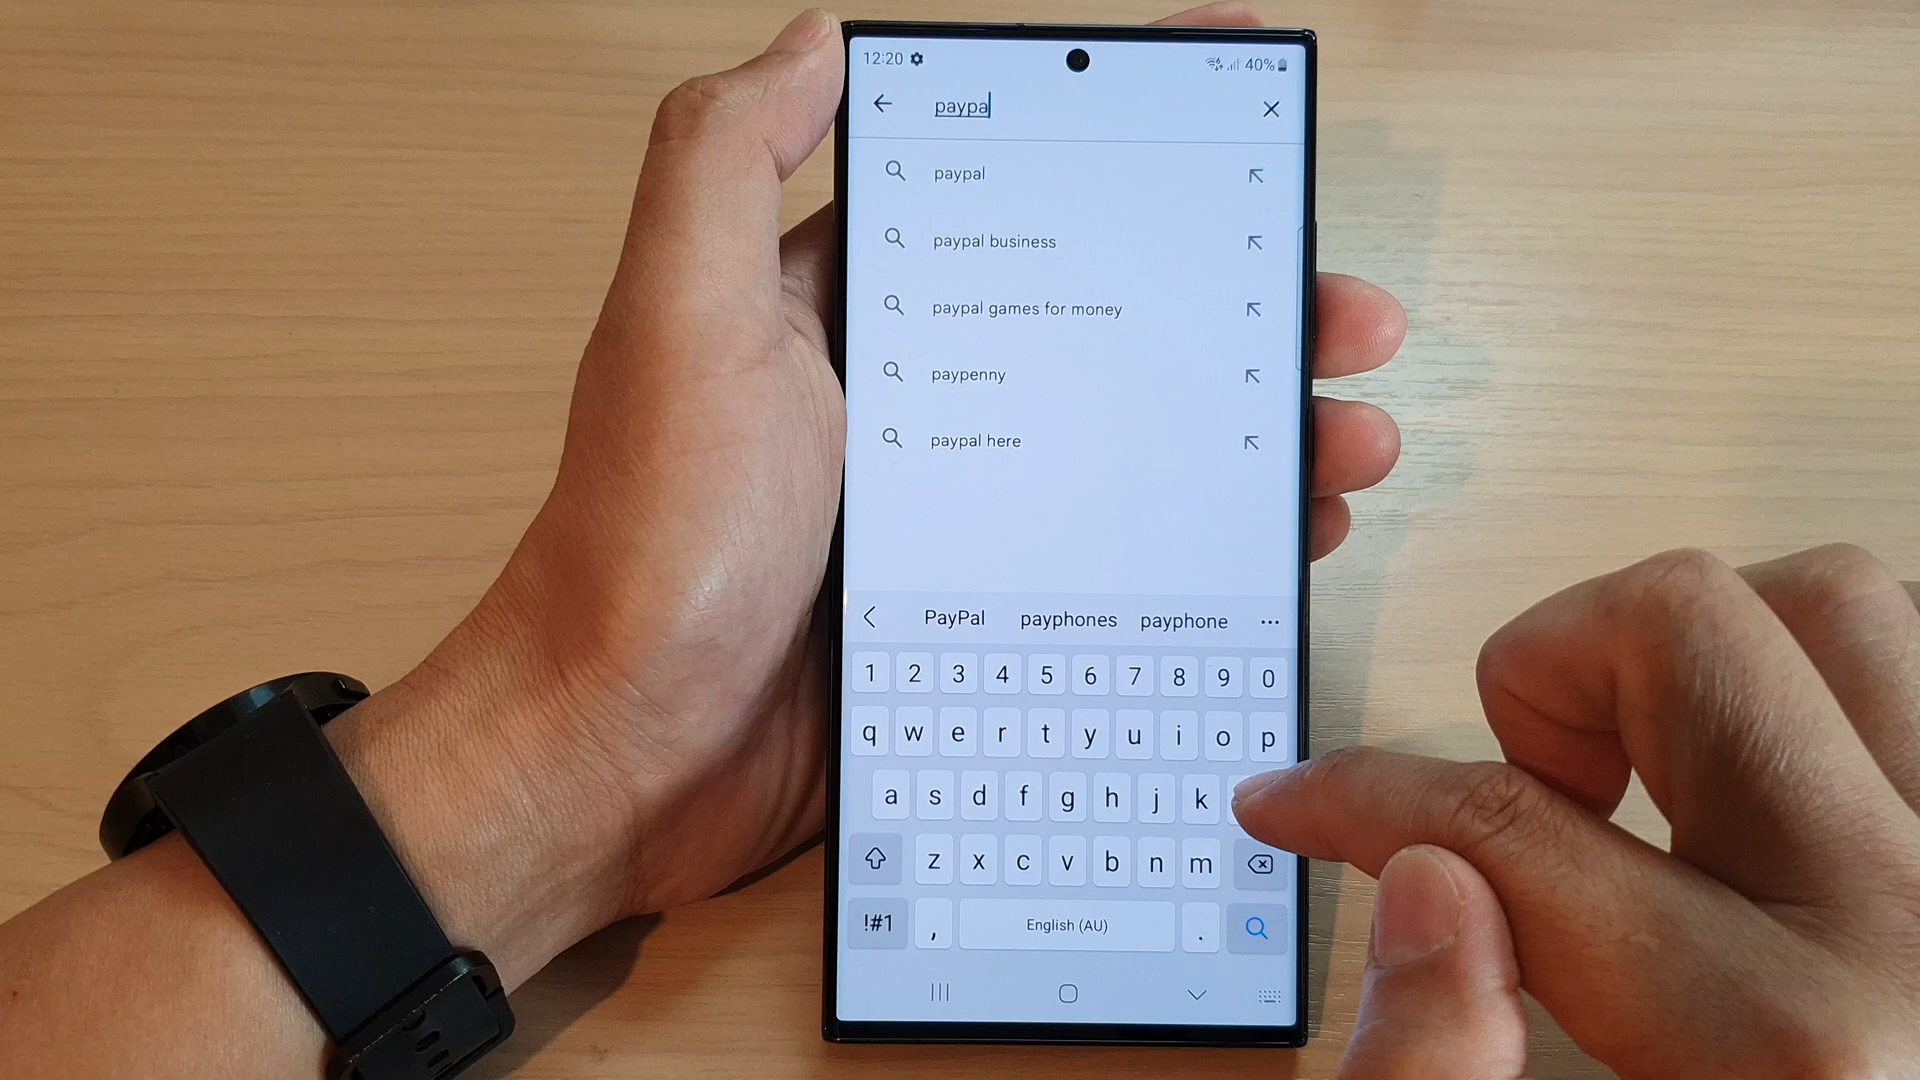 12:20 40%
paypa
paypal
paypal business
paypal games for money
paypenny
paypal here
PayPal payphones payphone ...
1 2 3 4 5 6 7 8 9 0
q w e r t y u i o p
a s d f g h j k
z x c v b n m
!#1 , English (AU) .